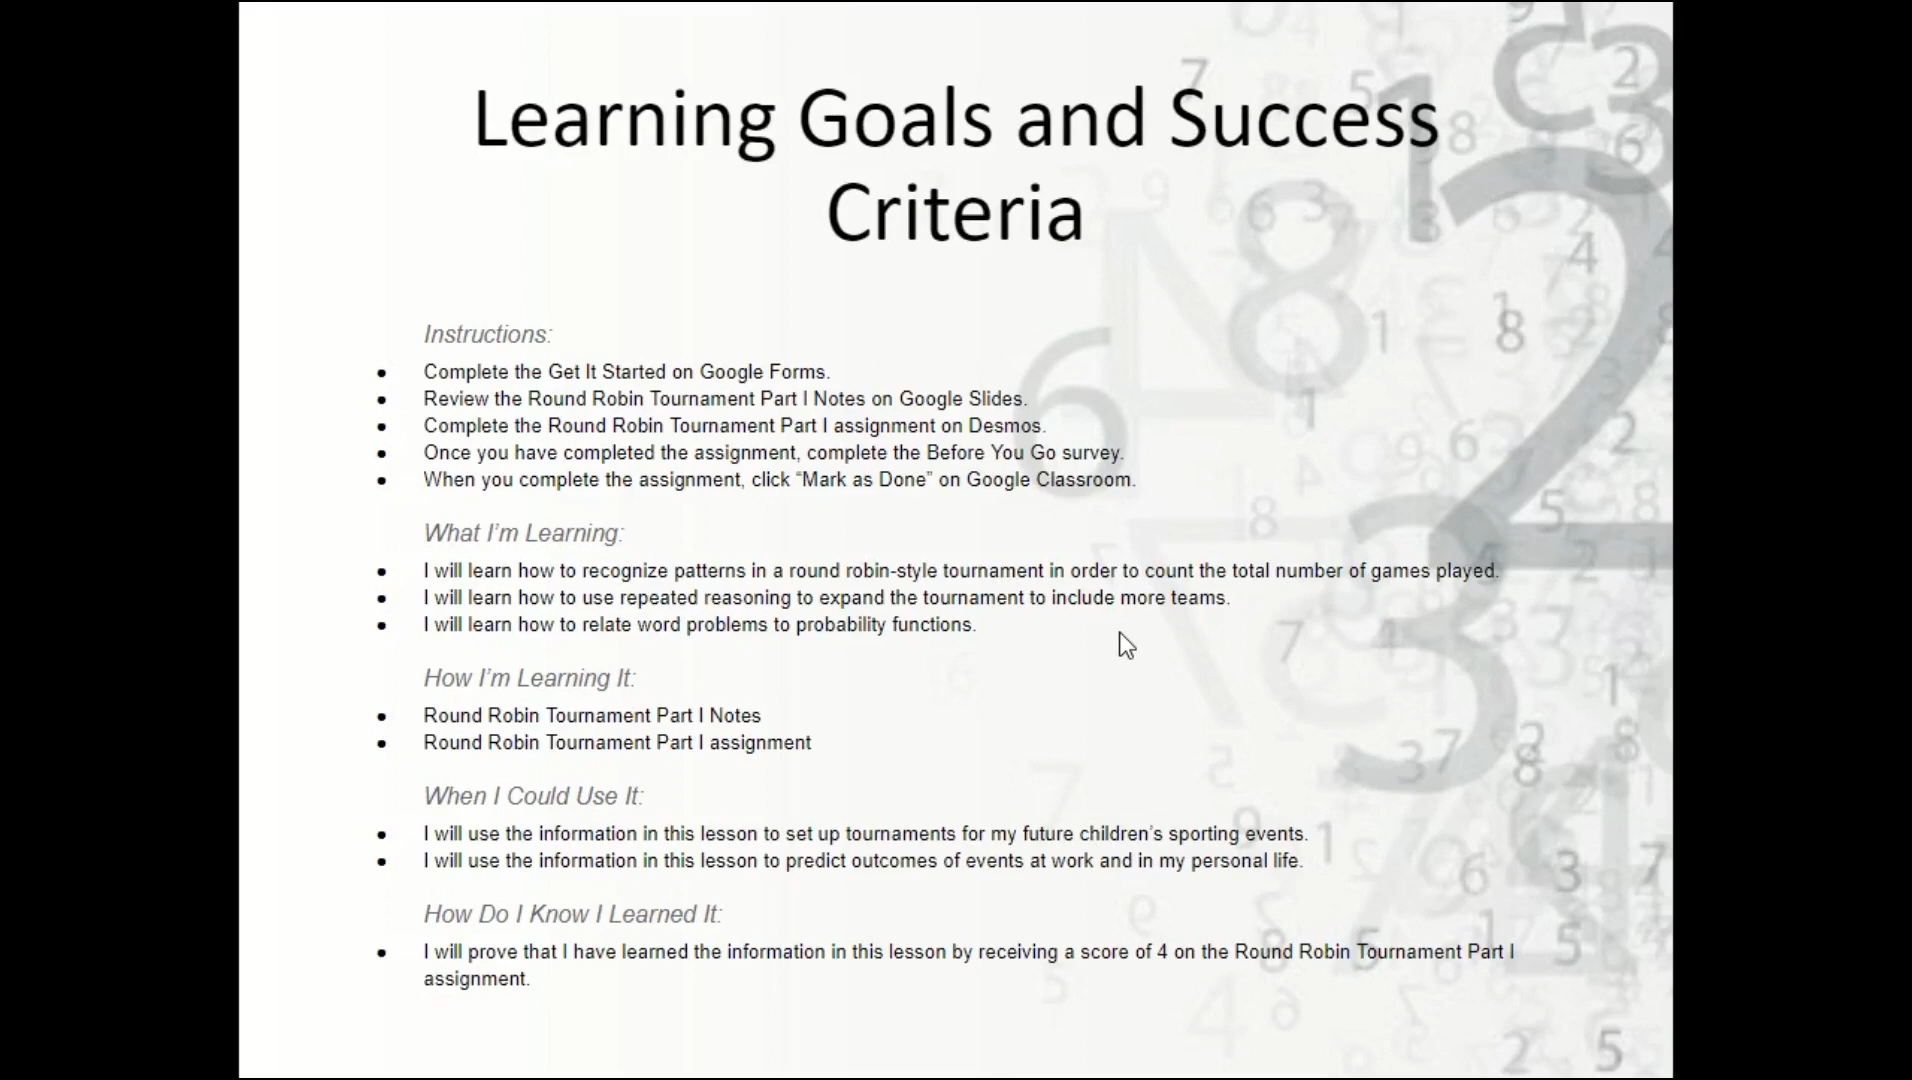 Learning Goals and Success
Criteria
Instructions:
• Complete the Get It Started on Google Forms.
• Review the Round Robin Tournament Part I Notes on Google Slides.
• Complete the Round Robin Tournament Part I assignment on Desmos.
• Once you have completed the assignment, complete the Before You Go survey.
• When you complete the assignment, click “Mark as Done” on Google Classroom.
What I’m Learning:
• I will learn how to recognize patterns in a round robin-style tournament in order to count the total number of games played.
• I will learn how to use repeated reasoning to expand the tournament to include more teams.
• I will learn how to relate word problems to probability functions.
How I’m Learning It:
• Round Robin Tournament Part I Notes
• Round Robin Tournament Part I assignment
When I Could Use It:
• I will use the information in this lesson to set up tournaments for my future children’s sporting events.
• I will use the information in this lesson to predict outcomes of events at work and in my personal life.
How Do I Know I Learned It:
• I will prove that I have learned the information in this lesson by receiving a score of 4 on the Round Robin Tournament Part I
assignment.